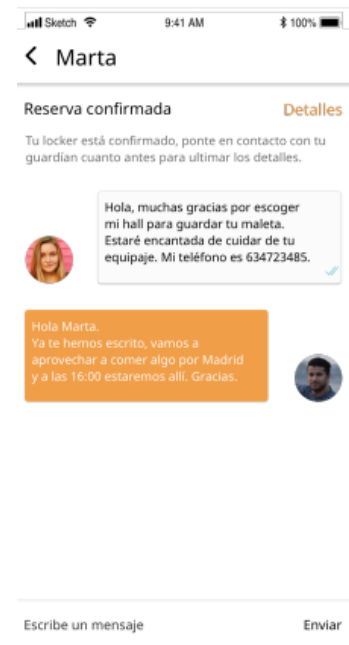 Sketch 9:41 AM 100%
Marta
Reserva confirmada Detalles
Tu locker está confirmado, ponte en contacto con tu
guardían cuanto antes para ultimar los detalles.
Hola, muchas gracias por escoger
mi hall para guardar tu maleta.
Estaré encantada de cuidar de tu
equipaje. Mi teléfono es 634723485.
Hola Marta.
Ya te hemos escrito, vamos a
aprovechar a comer algo por Madrid
y a las 16:00 estaremos allí. Gracias.
Escribe un mensaje Enviar